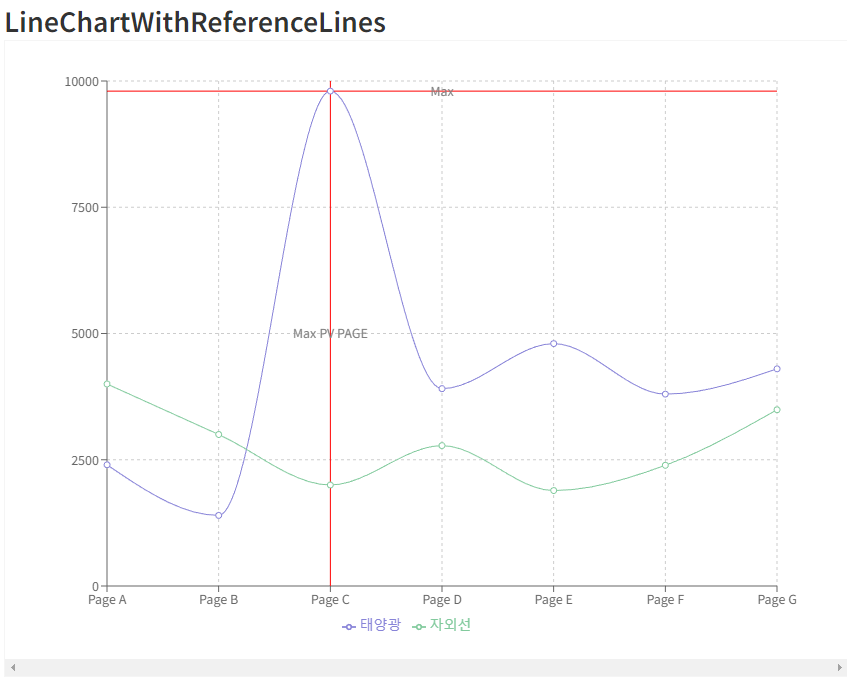 LineChartWithReferenceLines
10000
Max
7500
Max PV PAGE
5000
2500
0
Page A Page B Page C Page D Page E Page F Page G
태양광 자외선